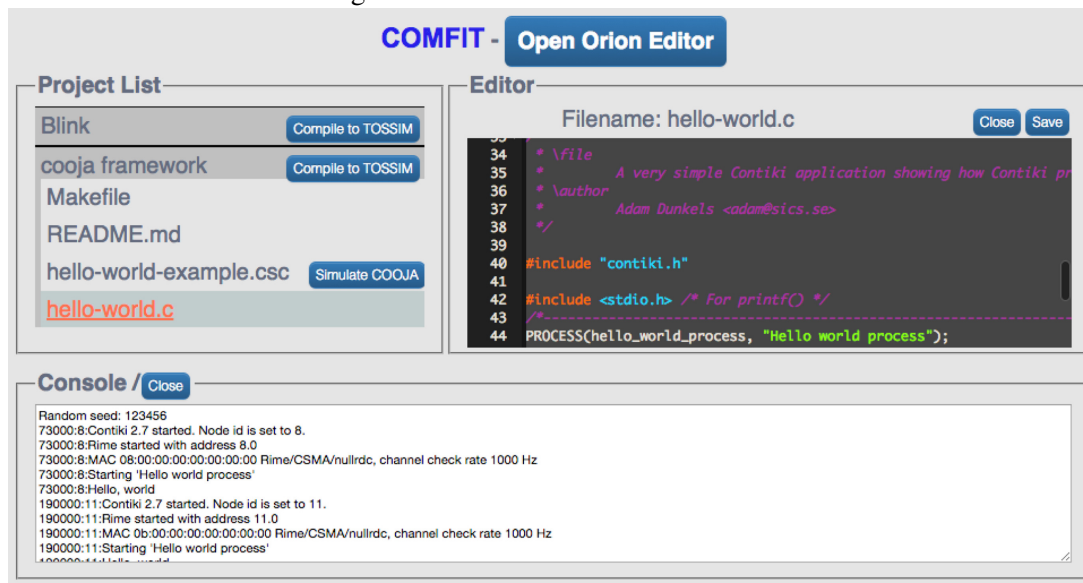 COMFIT - Open Orion Editor
Project List
Blink
Compile to TOSSIM
cooja framework
Compile to TOSSIM
Makefile
README.md
hello-world-example.csc
Simulate COOJA
hello-world.c
Editor
Filename: hello-world.c
Close
Save
34 * \file
35 * A very simple Contiki application showing how Contiki pr
36 * \author
37 * Adam Dunkels <adam@sics.se>
38 */
39
40 #include "contiki.h"
41
42 #include <stdio.h> /* For printf() */
43 /*-----------------------------------------------------------------------
44 PROCESS(hello_world_process, "Hello world process");
Console / Close
Random seed: 123456
73000:8:Contiki 2.7 started. Node id is set to 8.
73000:8:Rime started with address 8.0
73000:8:MAC 08:00:00:00:00:00:00:00 Rime/CSMA/nullrdc, channel check rate 1000 Hz
73000:8:Starting 'Hello world process'
73000:8:Hello, world
190000:11:Contiki 2.7 started. Node id is set to 11.
190000:11:Rime started with address 11.0
190000:11:MAC 0b:00:00:00:00:00:00:00 Rime/CSMA/nullrdc, channel check rate 1000 Hz
190000:11:Starting 'Hello world process'